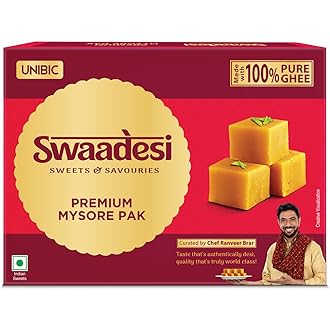 UNIBIC
Made with 100% PURE GHEE
Swaadesi
SWEETS & SAVOURIES
PREMIUM
MYSORE PAK
Creative Visualization
Curated by Chef Ranveer Brar
Taste that's authentically desi,
quality that's truly world class!
Indian
Sweets